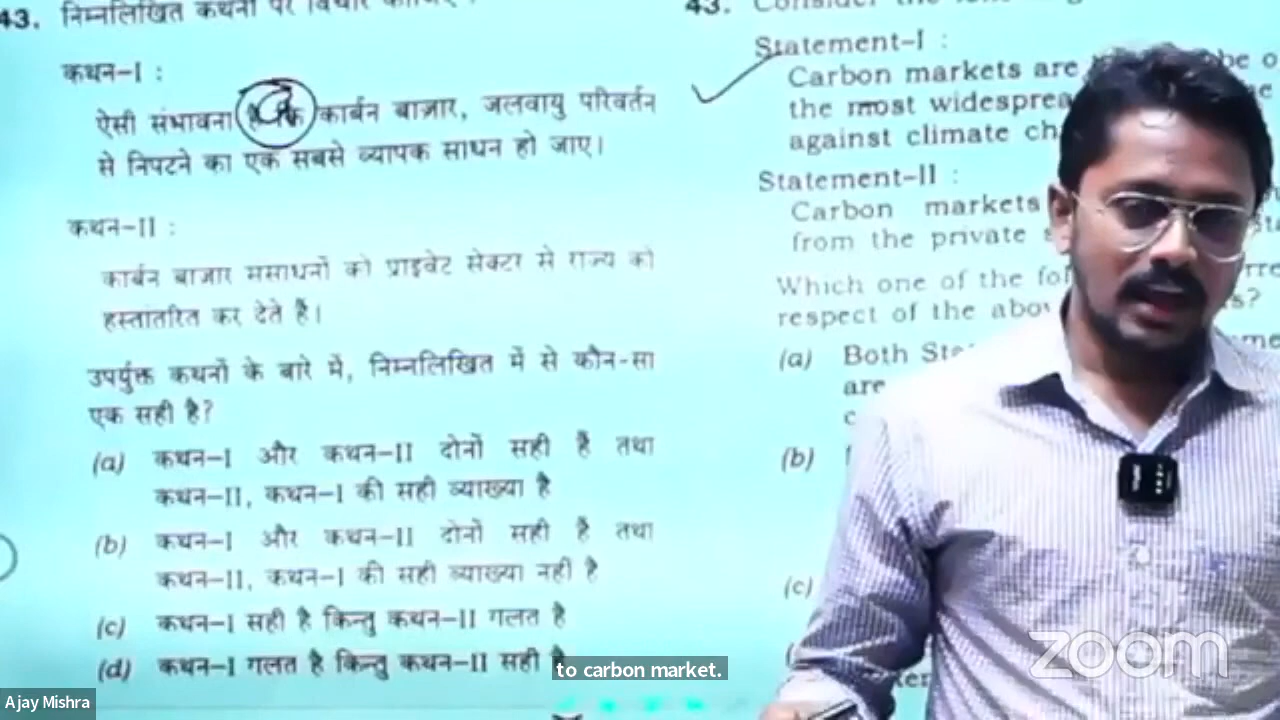 43. निम्नलिखित कथनों पर विचार कीजिए :
कथन-I :
ऐसी संभावना है कि कार्बन बाज़ार, जलवायु परिवर्तन
से निपटने का एक सबसे व्यापक साधन हो जाए।
कथन-II :
कार्बन बाज़ार संसाधनों को प्राइवेट सेक्टर से राज्य को
हस्तांतरित कर देते हैं।
उपर्युक्त कथनों के बारे में, निम्नलिखित में से कौन-सा
एक सही है?
(a) कथन-I और कथन-II दोनों सही हैं तथा
कथन-II, कथन-I की सही व्याख्या है
(b) कथन-I और कथन-II दोनों सही हैं तथा
कथन-II, कथन-I की सही व्याख्या नहीं है
(c) कथन-I सही है किन्तु कथन-II गलत है
(d) कथन-I गलत है किन्तु कथन-II सही है
43. Consider the
Statement-I :
Carbon markets are
the most
against climate
Statement-II :
Carbon markets
from the private
Which one of the
respect of the
(a) Both
are
(b)
(c)
to carbon market.
Ajay Mishra
zoom